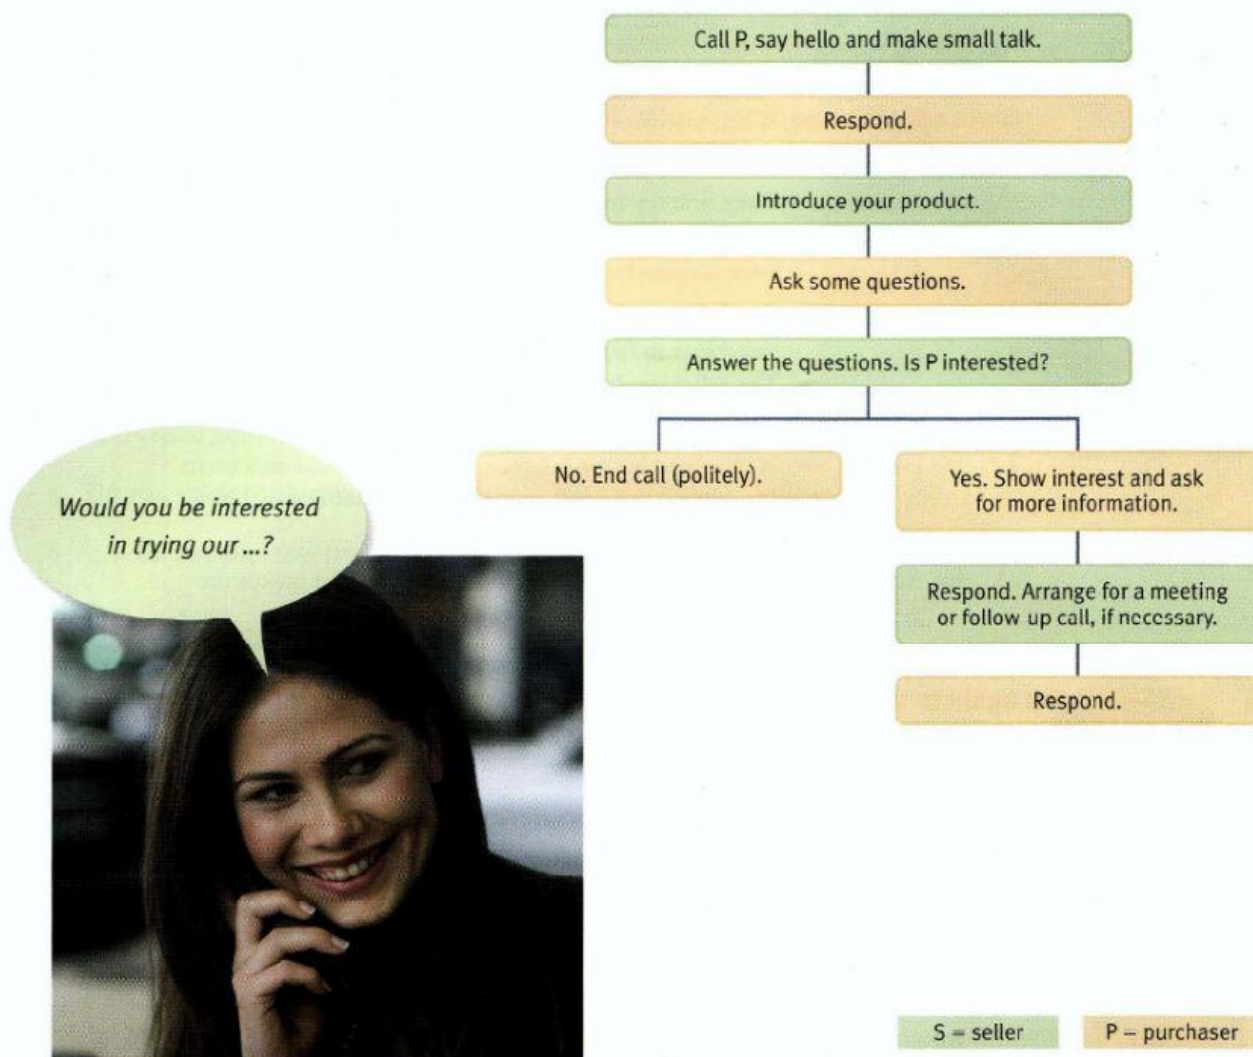 Call P, say hello and make small talk.
Respond.
Introduce your product.
Ask some questions.
Answer the questions. Is P interested?
No. End call (politely).
Yes. Show interest and ask
for more information.
Respond. Arrange for a meeting
or follow up call, if necessary.
Respond.
Would you be interested
in trying our ...?
S = seller
P – purchaser